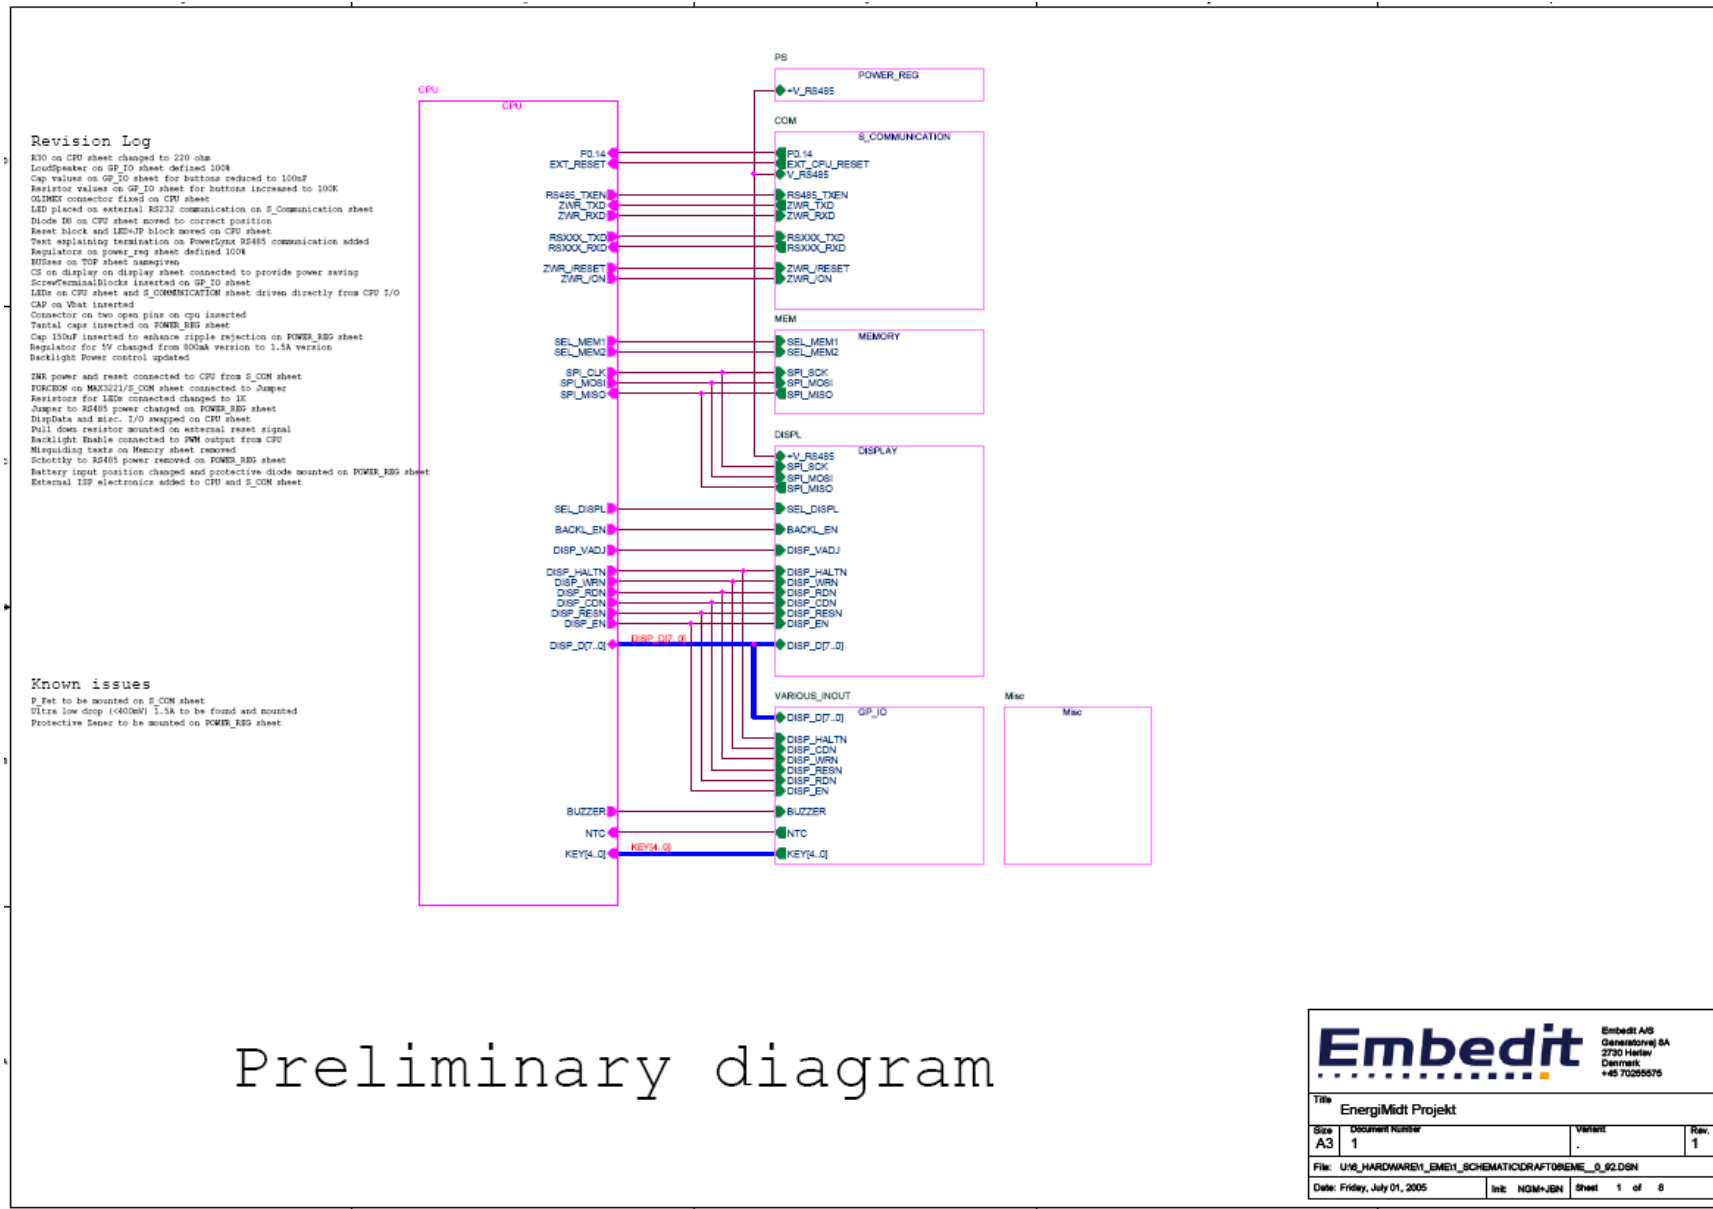 Revision Log
R30 on CPU sheet changed to 220 ohm
LoudSpeaker on GP_IO sheet defined 100%
Cap values on GP_IO sheet for buttons reduced to 100nF
Resistor values on GP_IO sheet for buttons increased to 100K
OLIMEX connector fixed on CPU sheet
LED placed on external RS232 communication on S_Communication sheet
Diode D8 on CPU sheet moved to correct position
Reset block and LED+JP block moved on CPU sheet
Text explaining termination on PowerLynx RS485 communication added
Regulators on power_reg sheet defined 100%
BUSses on TOP sheet namegiven
CS on display on display sheet connected to provide power saving
ScrewTerminalBlocks inserted on GP_IO sheet
LEDs on CPU sheet and S_COMMUNICATION sheet driven directly from CPU I/O
CAP on Vbat inserted
Connector on two open pins on cpu inserted
Tantal caps inserted on POWER_REG sheet
Cap 150uF inserted to enhance ripple rejection on POWER_REG sheet
Regulator for 5V changed from 800mA version to 1.5A version
Backlight Power control updated
ZWR power and reset connected to CPU from S_COM sheet
FORCEON on MAX3221/S_COM sheet connected to Jumper
Resistors for LEDs connected changed to 1K
Jumper to RS485 power changed on POWER_REG sheet
DispData and misc. I/O swapped on CPU sheet
Pull down resistor mounted on external reset signal
Backlight Enable connected to PWM output from CPU
Misguiding texts on Memory sheet removed
Schottky to RS485 power removed on POWER_REG sheet
Battery input position changed and protective diode mounted on POWER_REG sheet
External ISP electronics added to CPU and S_COM sheet
Known issues
P_Fet to be mounted on S_COM sheet
Ultra low drop (<400mV) 1.5A to be found and mounted
Protective Zener to be mounted on POWER_REG sheet
CPU
CPU
P0.14
EXT_RESET
RS485_TXEN
ZWR_TXD
ZWR_RXD
RSXXX_TXD
RSXXX_RXD
ZWR_/RESET
ZWR_/ON
SEL_MEM1
SEL_MEM2
SPI_CLK
SPI_MOSI
SPI_MISO
SEL_DISPL
BACKL_EN
DISP_VADJ
DISP_HALTN
DISP_WRN
DISP_RDN
DISP_CDN
DISP_RESN
DISP_EN
DISP_D[7..0]
BUZZER
NTC
KEY[4..0]
DISP_D[7..0]
KEY[4..0]
PS
POWER_REG
+V_RS485
COM
S_COMMUNICATION
P0.14
EXT_CPU_RESET
V_RS485
RS485_TXEN
ZWR_TXD
ZWR_RXD
RSXXX_TXD
RSXXX_RXD
ZWR_/RESET
ZWR_/ON
MEM
MEMORY
SEL_MEM1
SEL_MEM2
SPI_SCK
SPI_MOSI
SPI_MISO
DISPL
DISPLAY
+V_RS485
SPI_SCK
SPI_MOSI
SPI_MISO
SEL_DISPL
BACKL_EN
DISP_VADJ
DISP_HALTN
DISP_WRN
DISP_RDN
DISP_CDN
DISP_RESN
DISP_EN
DISP_D[7..0]
VARIOUS_INOUT
GP_IO
DISP_D[7..0]
DISP_HALTN
DISP_CDN
DISP_WRN
DISP_RESN
DISP_RDN
DISP_EN
BUZZER
NTC
KEY[4..0]
Misc
Misc
Preliminary diagram
Embedit
Embedit A/S
Generatorvej 8A
2730 Herlev
Denmark
+45 70265575
Title
EnergiMidt Projekt
Size
A3
Document Number
1
Variant
.
Rev.
1
File: U:\6_HARDWARE\1_EME\1_SCHEMATIC\DRAFT08\EME__0_92.DSN
Date: Friday, July 01, 2005
Init: NGM+JBN
Sheet 1 of 8